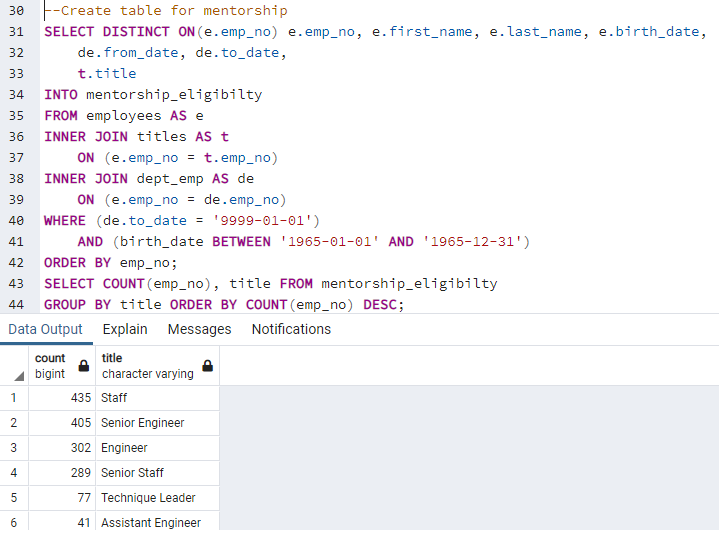 30 --Create table for mentorship
31 SELECT DISTINCT ON(e.emp_no) e.emp_no, e.first_name, e.last_name, e.birth_date,
32 de.from_date, de.to_date,
33 t.title
34 INTO mentorship_eligibilty
35 FROM employees AS e
36 INNER JOIN titles AS t
37 ON (e.emp_no = t.emp_no)
38 INNER JOIN dept_emp AS de
39 ON (e.emp_no = de.emp_no)
40 WHERE (de.to_date = '9999-01-01')
41 AND (birth_date BETWEEN '1965-01-01' AND '1965-12-31')
42 ORDER BY emp_no;
43 SELECT COUNT(emp_no), title FROM mentorship_eligibilty
44 GROUP BY title ORDER BY COUNT(emp_no) DESC;
Data Output Explain Messages Notifications
count title
bigint character varying
1 435 Staff
2 405 Senior Engineer
3 302 Engineer
4 289 Senior Staff
5 77 Technique Leader
6 41 Assistant Engineer